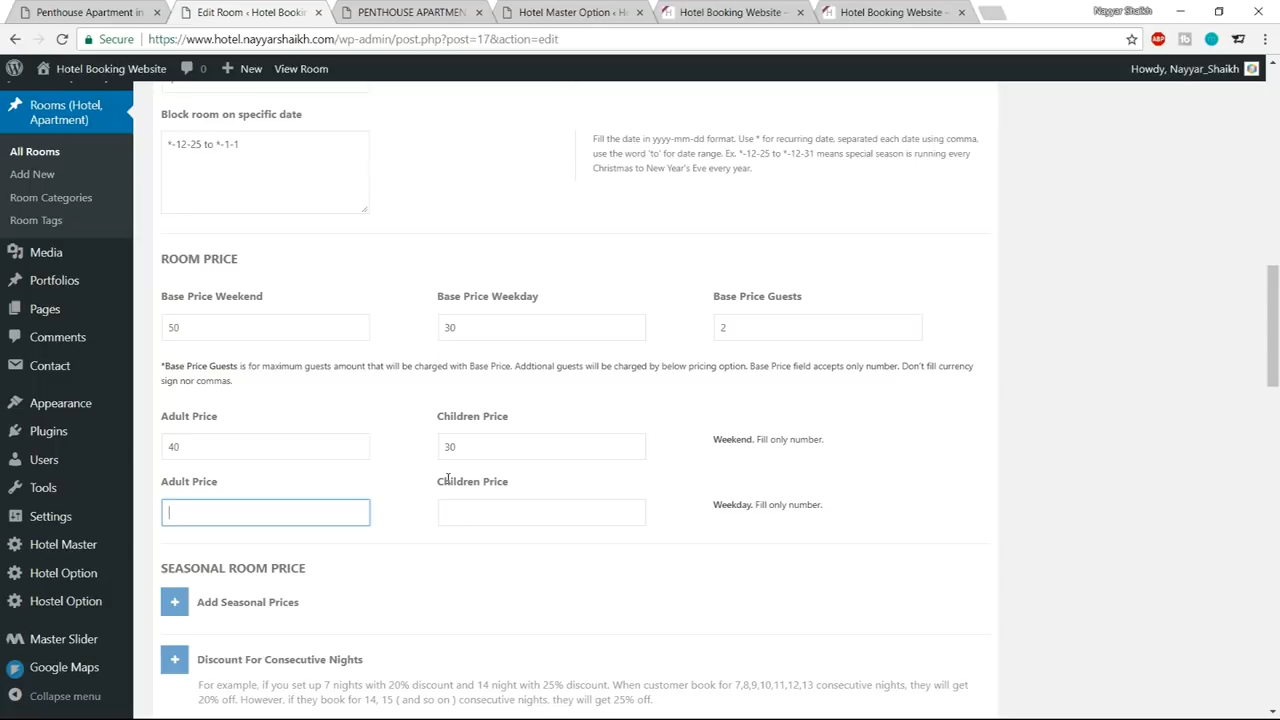 Penthouse Apartment in
Edit Room ‹ Hotel Bookin
PENTHOUSE APARTMEN
Hotel Master Option ‹ H
Hotel Booking Website –
Hotel Booking Website –
Nayyar Shaikh
Secure
https://www.hotel.nayyarshaikh.com/wp-admin/post.php?post=17&action=edit
ABP
Hotel Booking Website
0
New
View Room
Howdy, Nayyar_Shaikh
Rooms (Hotel,
Apartment)
All Rooms
Add New
Room Categories
Room Tags
Media
Portfolios
Pages
Comments
Contact
Appearance
Plugins
Users
Tools
Settings
Hotel Master
Hotel Option
Hostel Option
Master Slider
Google Maps
Collapse menu
Block room on specific date
*-12-25 to *-1-1
Fill the date in yyyy-mm-dd format. Use * for recurring date, separated each date using comma,
use the word 'to' for date range. Ex. *-12-25 to *-12-31 means special season is running every
Christmas to New Year's Eve every year.
ROOM PRICE
Base Price Weekend
Base Price Weekday
Base Price Guests
50
30
2
*Base Price Guests is for maximum guests amount that will be charged with Base Price. Addtional guests will be charged by below pricing option. Base Price field accepts only number. Don't fill currency
sign nor commas.
Adult Price
Children Price
40
30
Weekend. Fill only number.
Adult Price
Children Price
Weekday. Fill only number.
SEASONAL ROOM PRICE
+ Add Seasonal Prices
+ Discount For Consecutive Nights
For example, if you set up 7 nights with 20% discount and 14 night with 25% discount. When customer book for 7,8,9,10,11,12,13 consecutive nights, they will get
20% off. However, if they book for 14, 15 ( and so on ) consecutive nights, they will get 25% off.